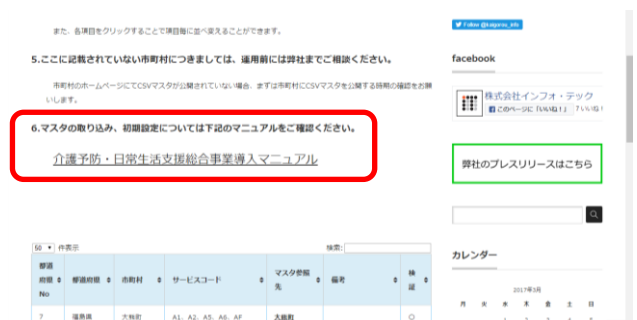 また、各項目をクリックすることで項目毎に並べ変えることができます。
5.ここに記載されていない市町村につきましては、運用前には弊社までご相談ください。
市町村のホームページにてCSVマスタが公開されていない場合、まずは市町村にCSVマスタを公開する時期の確認をお願
いします。
6.マスタの取り込み、初期設定については下記のマニュアルをご確認ください。
介護予防・日常生活支援総合事業導入マニュアル
50 件表示
検索:
都道府県No 都道府県 市町村 サービスコード マスタ参照先 備考 検証
7 福島県 大熊町 A1、A2、A5、A6、AF 大熊町 ○
Follow @kaigosos_info
facebook
株式会社インフォ・テック
このページに「いいね！」 7いいね！
弊社のプレスリリースはこちら
カレンダー
2017年3月
月 火 水 木 金 土 日
1 2 3 4 5